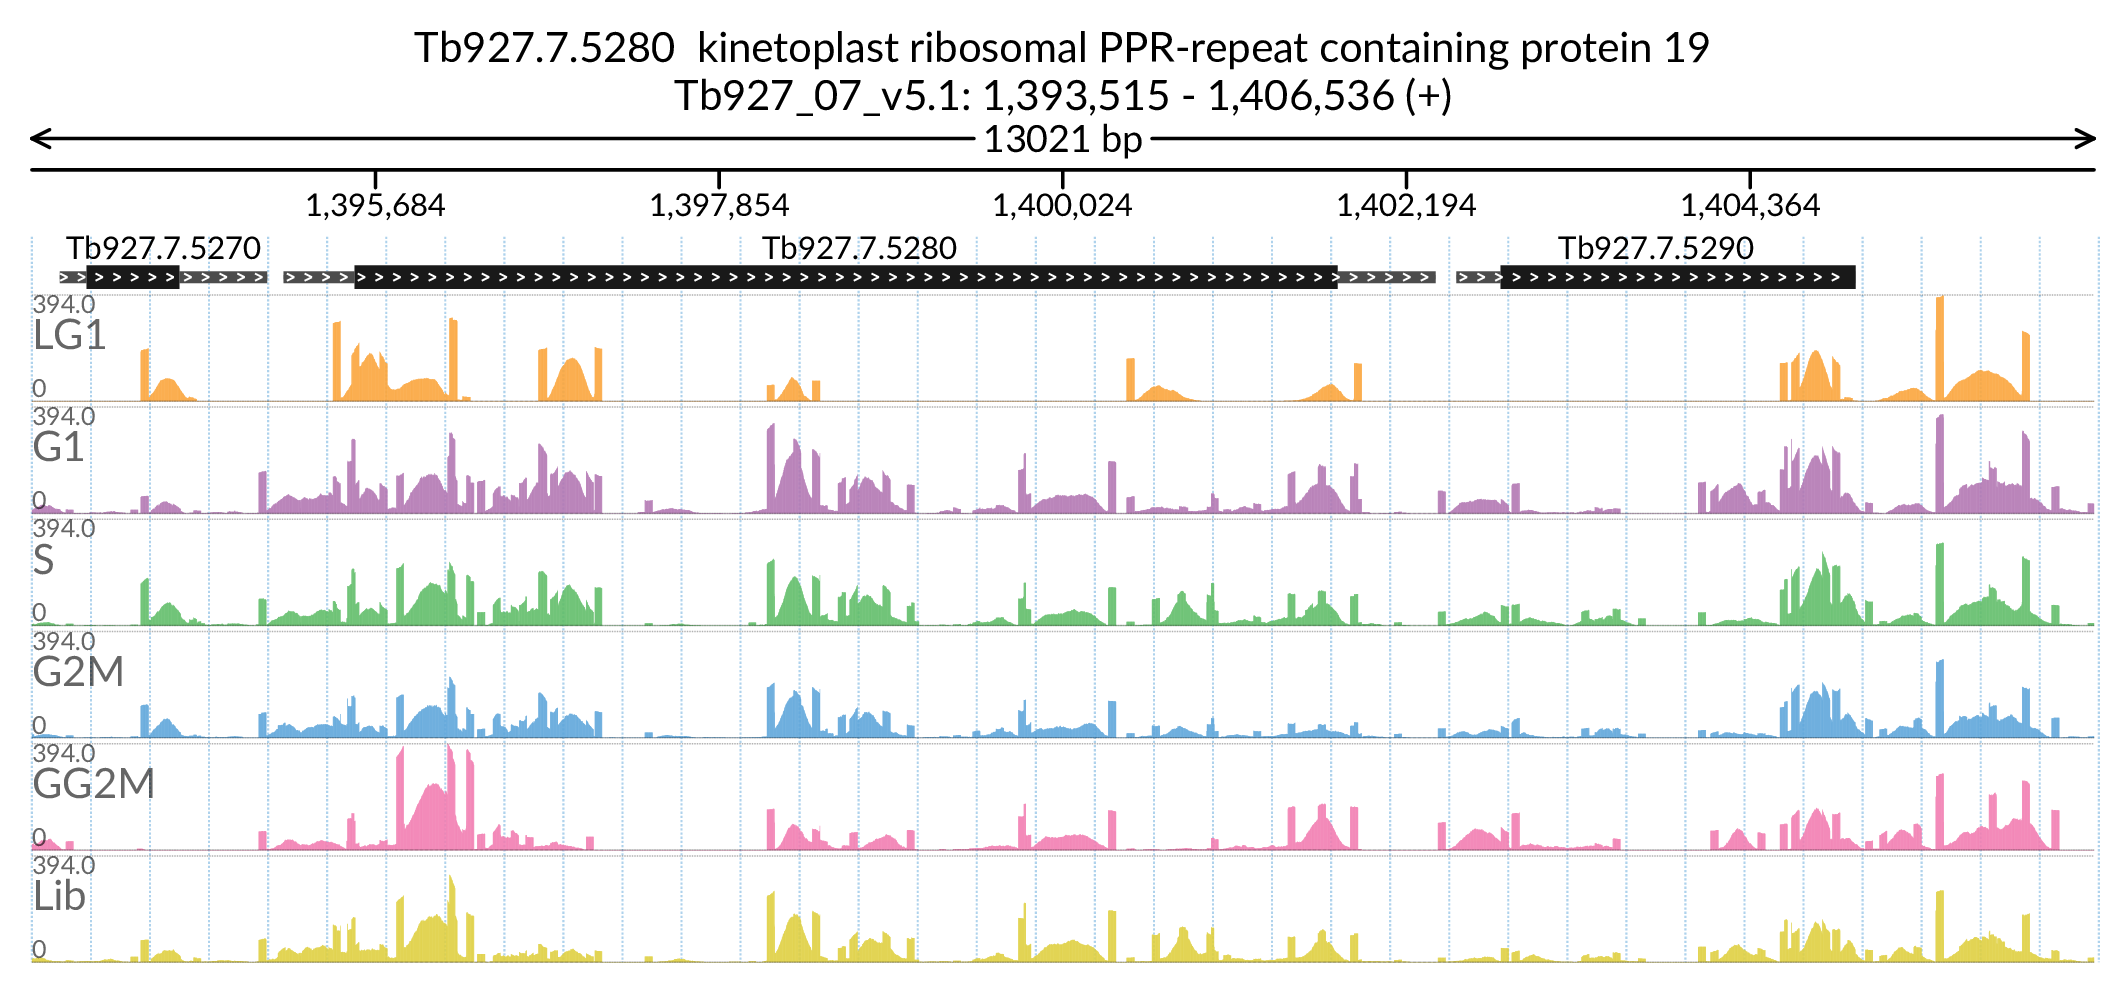 Tb927.7.5280  kinetoplast ribosomal PPR-repeat containing protein 19
Tb927_07_v5.1: 1,393,515 - 1,406,536 (+)
13021 bp
1,395,684 1,397,854 1,400,024 1,402,194 1,404,364
Tb927.7.5270 Tb927.7.5280 Tb927.7.5290
394.0
LG1
0
394.0
G1
0
394.0
S
0
394.0
G2M
0
394.0
GG2M
0
394.0
Lib
0